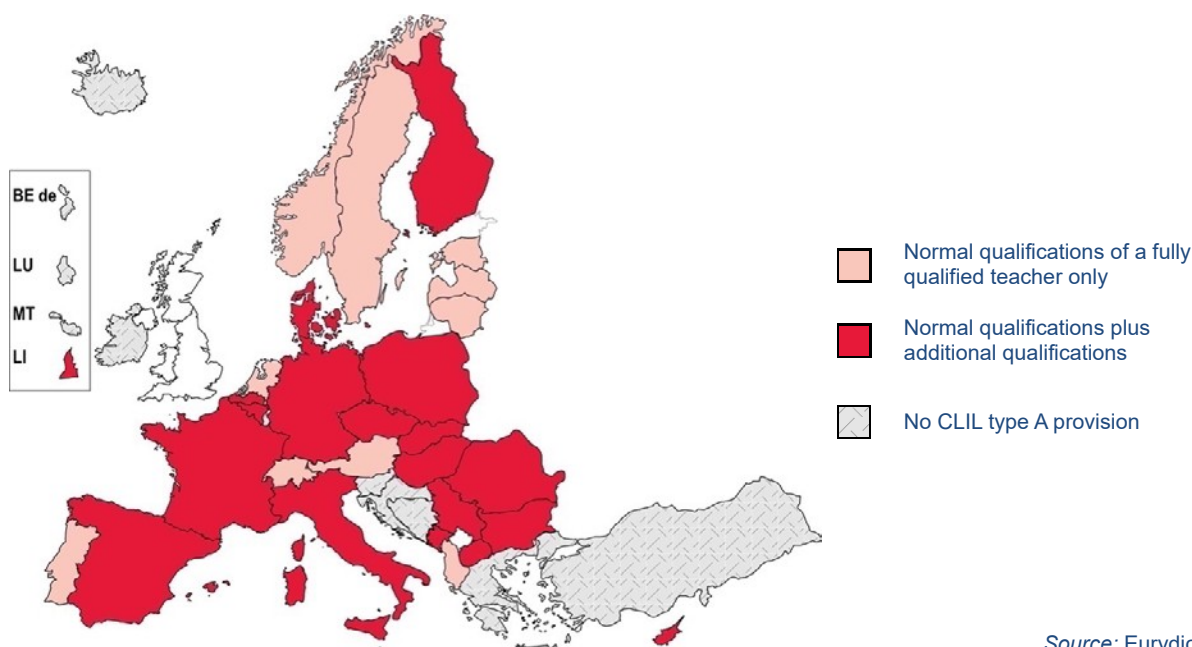 BE de
LU
MT
LI
Normal qualifications of a fully
qualified teacher only
Normal qualifications plus
additional qualifications
No CLIL type A provision
Source: Eurydic